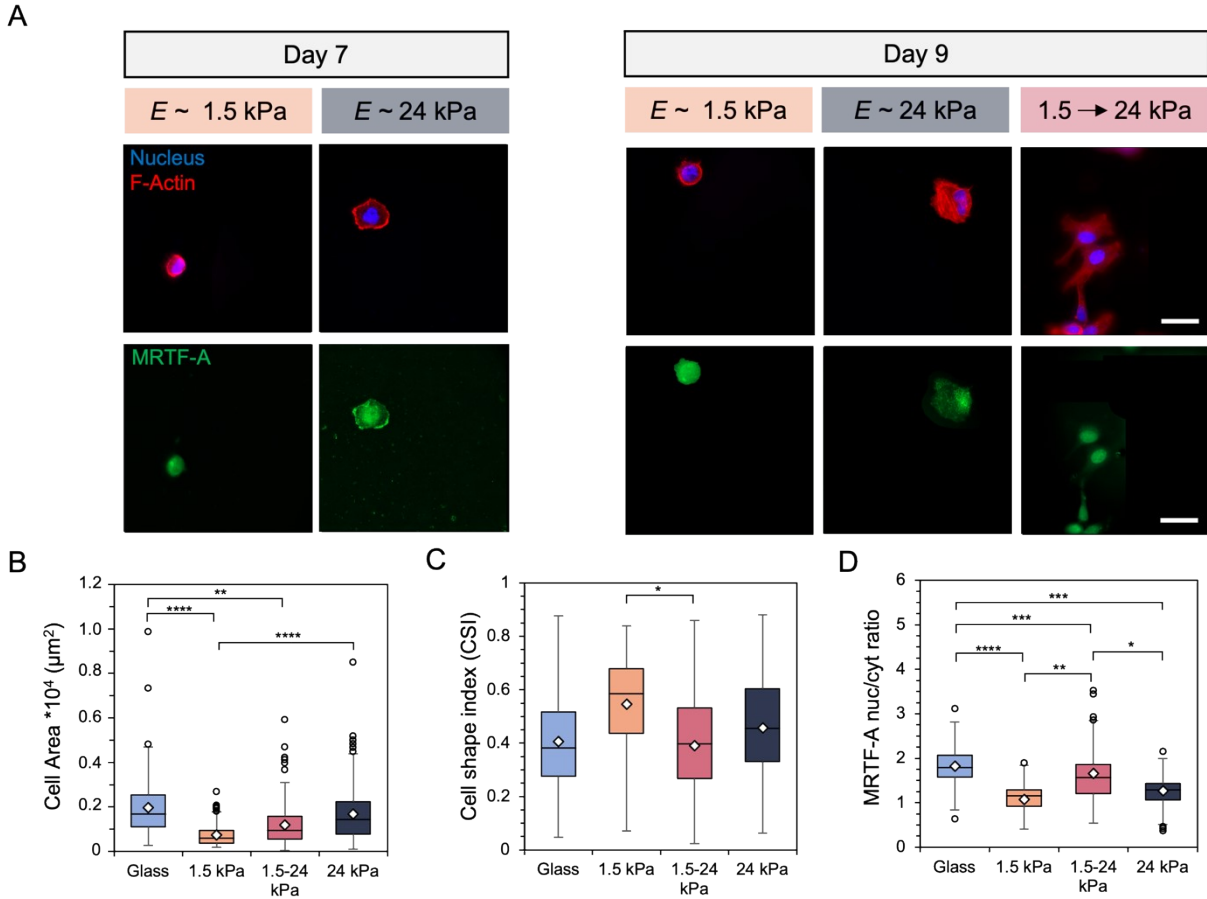 A
Day 7
Day 9
E ~ 1.5 kPa
E ~ 24 kPa
E ~ 1.5 kPa
E ~ 24 kPa
1.5 → 24 kPa
Nucleus
F-Actin
MRTF-A
B
Cell Area *10⁴ (μm²)
1.2
1.0
0.8
0.6
0.4
0.2
0
**
****
****
Glass
1.5 kPa
1.5-24
kPa
24 kPa
C
Cell shape index (CSI)
1
0.8
0.6
0.4
0.2
0
*
Glass
1.5 kPa
1.5-24
kPa
24 kPa
D
MRTF-A nuc/cyt ratio
6
5
4
3
2
1
0
***
***
****
*
**
Glass
1.5 kPa
1.5-24
kPa
24 kPa